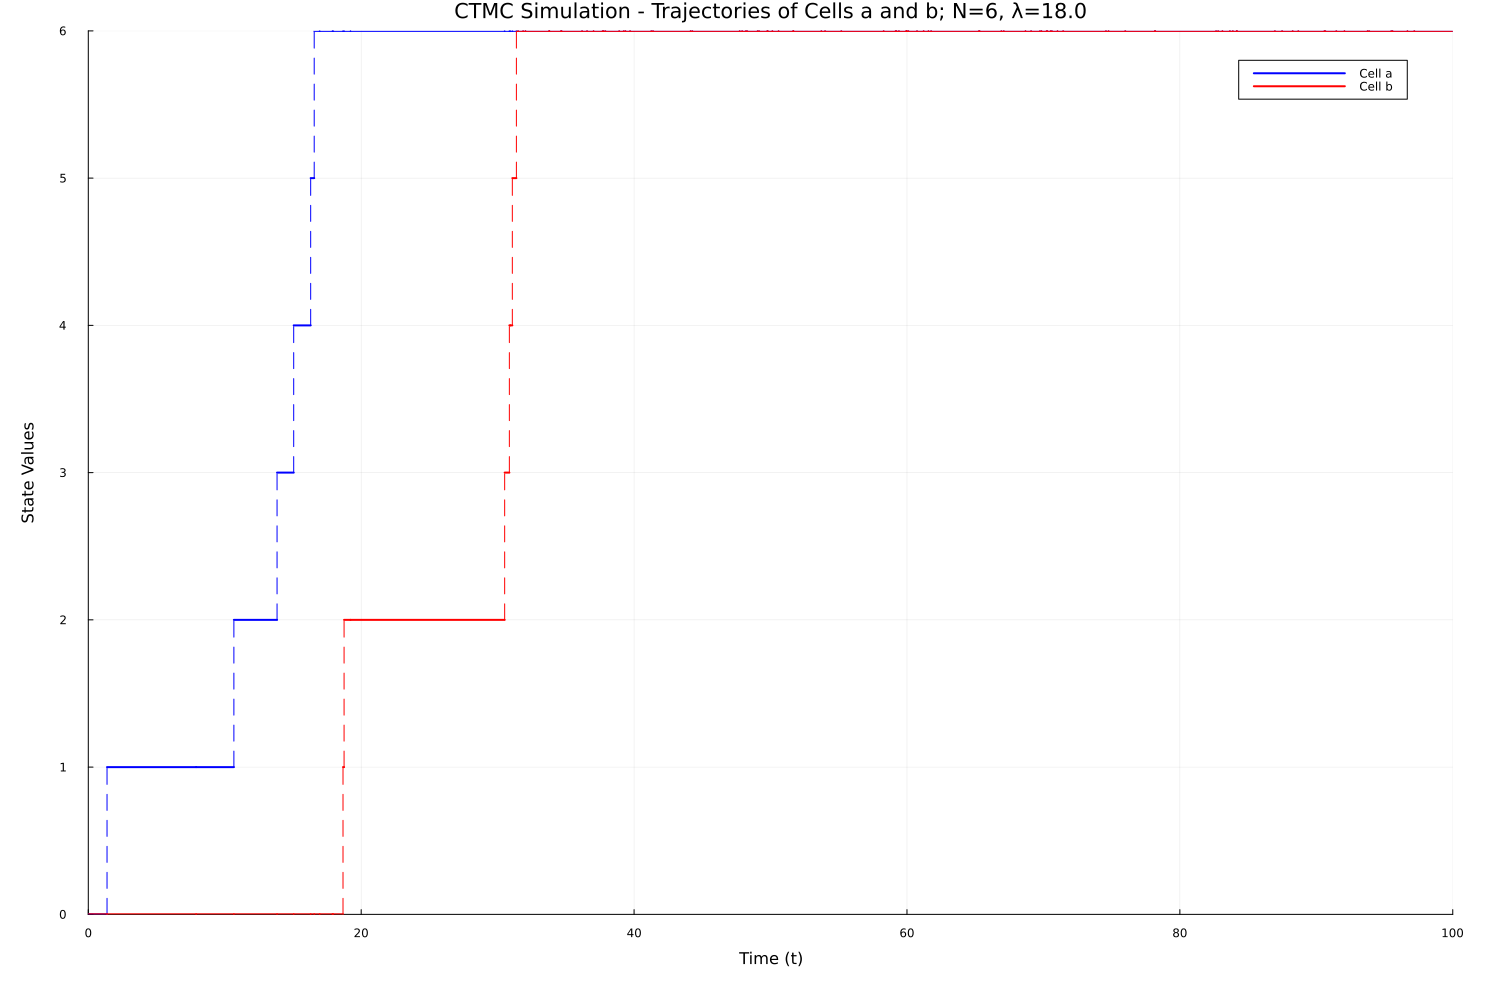 CTMC Simulation - Trajectories of Cells a and b; N=6, λ=18.0
6
Cell a
Cell b
5
4
State Values
3
2
1
0
0 20 40 60 80 100
Time (t)